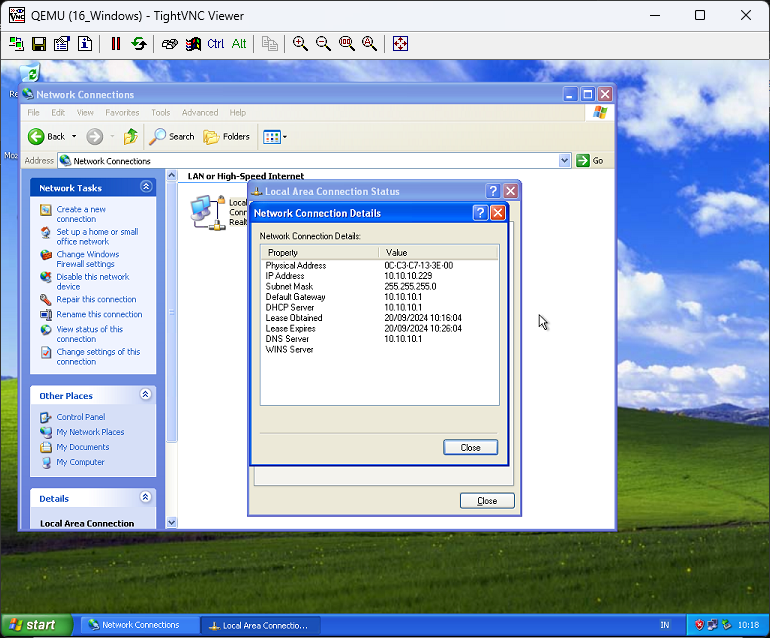 QEMU (16_Windows) - TightVNC Viewer
Ctrl Alt
Re
Moz
Network Connections
File Edit View Favorites Tools Advanced Help
Back Search Folders
Address Network Connections Go
Network Tasks
Create a new
connection
Set up a home or small
office network
Change Windows
Firewall settings
Disable this network
device
Repair this connection
Rename this connection
View status of this
connection
Change settings of this
connection
Other Places
Control Panel
My Network Places
My Documents
My Computer
Details
Local Area Connection
LAN or High-Speed Internet
Local
Conn
Realt
Local Area Connection Status
Network Connection Details
Network Connection Details:
Property Value
Physical Address 0C-C3-C7-13-3E-00
IP Address 10.10.10.229
Subnet Mask 255.255.255.0
Default Gateway 10.10.10.1
DHCP Server 10.10.10.1
Lease Obtained 20/09/2024 10:16:04
Lease Expires 20/09/2024 10:26:04
DNS Server 10.10.10.1
WINS Server
Close
Close
start Network Connections Local Area Connectio... IN 10:18